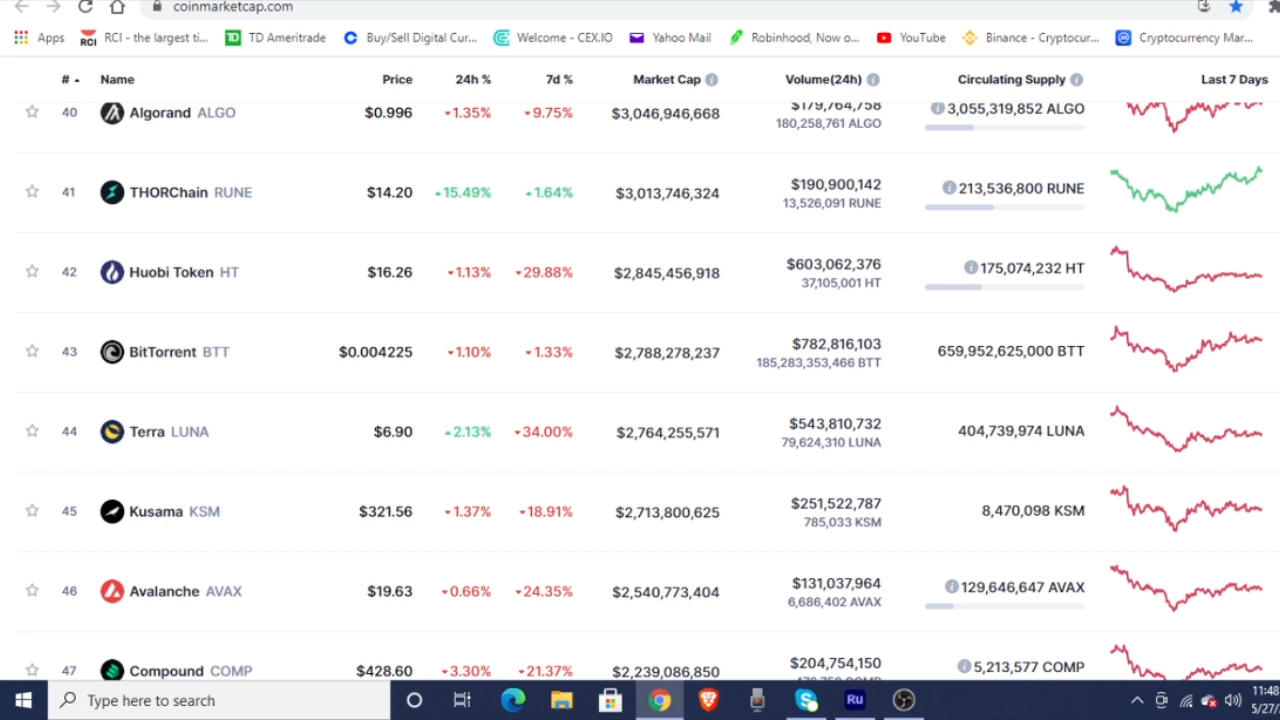 coinmarketcap.com
Apps RCI - the largest ti... TD Ameritrade Buy/Sell Digital Cur... Welcome - CEX.IO Yahoo Mail Robinhood, Now o... YouTube Binance - Cryptocur... Cryptocurrency Mar...
# Name Price 24h % 7d % Market Cap Volume(24h) Circulating Supply Last 7 Days
40 Algorand ALGO $0.996 1.35% 9.75% $3,046,946,668 $179,764,758 3,055,319,852 ALGO
180,258,761 ALGO
41 THORChain RUNE $14.20 15.49% 1.64% $3,013,746,324 $190,900,142 213,536,800 RUNE
13,526,091 RUNE
42 Huobi Token HT $16.26 1.13% 29.88% $2,845,456,918 $603,062,376 175,074,232 HT
37,105,001 HT
43 BitTorrent BTT $0.004225 1.10% 1.33% $2,788,278,237 $782,816,103 659,952,625,000 BTT
185,283,353,466 BTT
44 Terra LUNA $6.90 2.13% 34.00% $2,764,255,571 $543,810,732 404,739,974 LUNA
79,624,310 LUNA
45 Kusama KSM $321.56 1.37% 18.91% $2,713,800,625 $251,522,787 8,470,098 KSM
785,033 KSM
46 Avalanche AVAX $19.63 0.66% 24.35% $2,540,773,404 $131,037,964 129,646,647 AVAX
6,686,402 AVAX
47 Compound COMP $428.60 3.30% 21.37% $2,239,086,850 $204,754,150 5,213,577 COMP
Type here to search Ru 11:48
5/27/